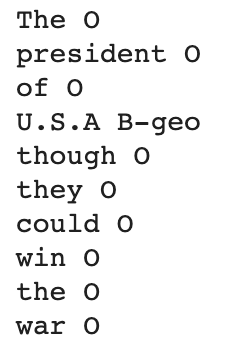 The O
president O
of O
U.S.A B-geo
though O
they O
could O
win O
the O
war O